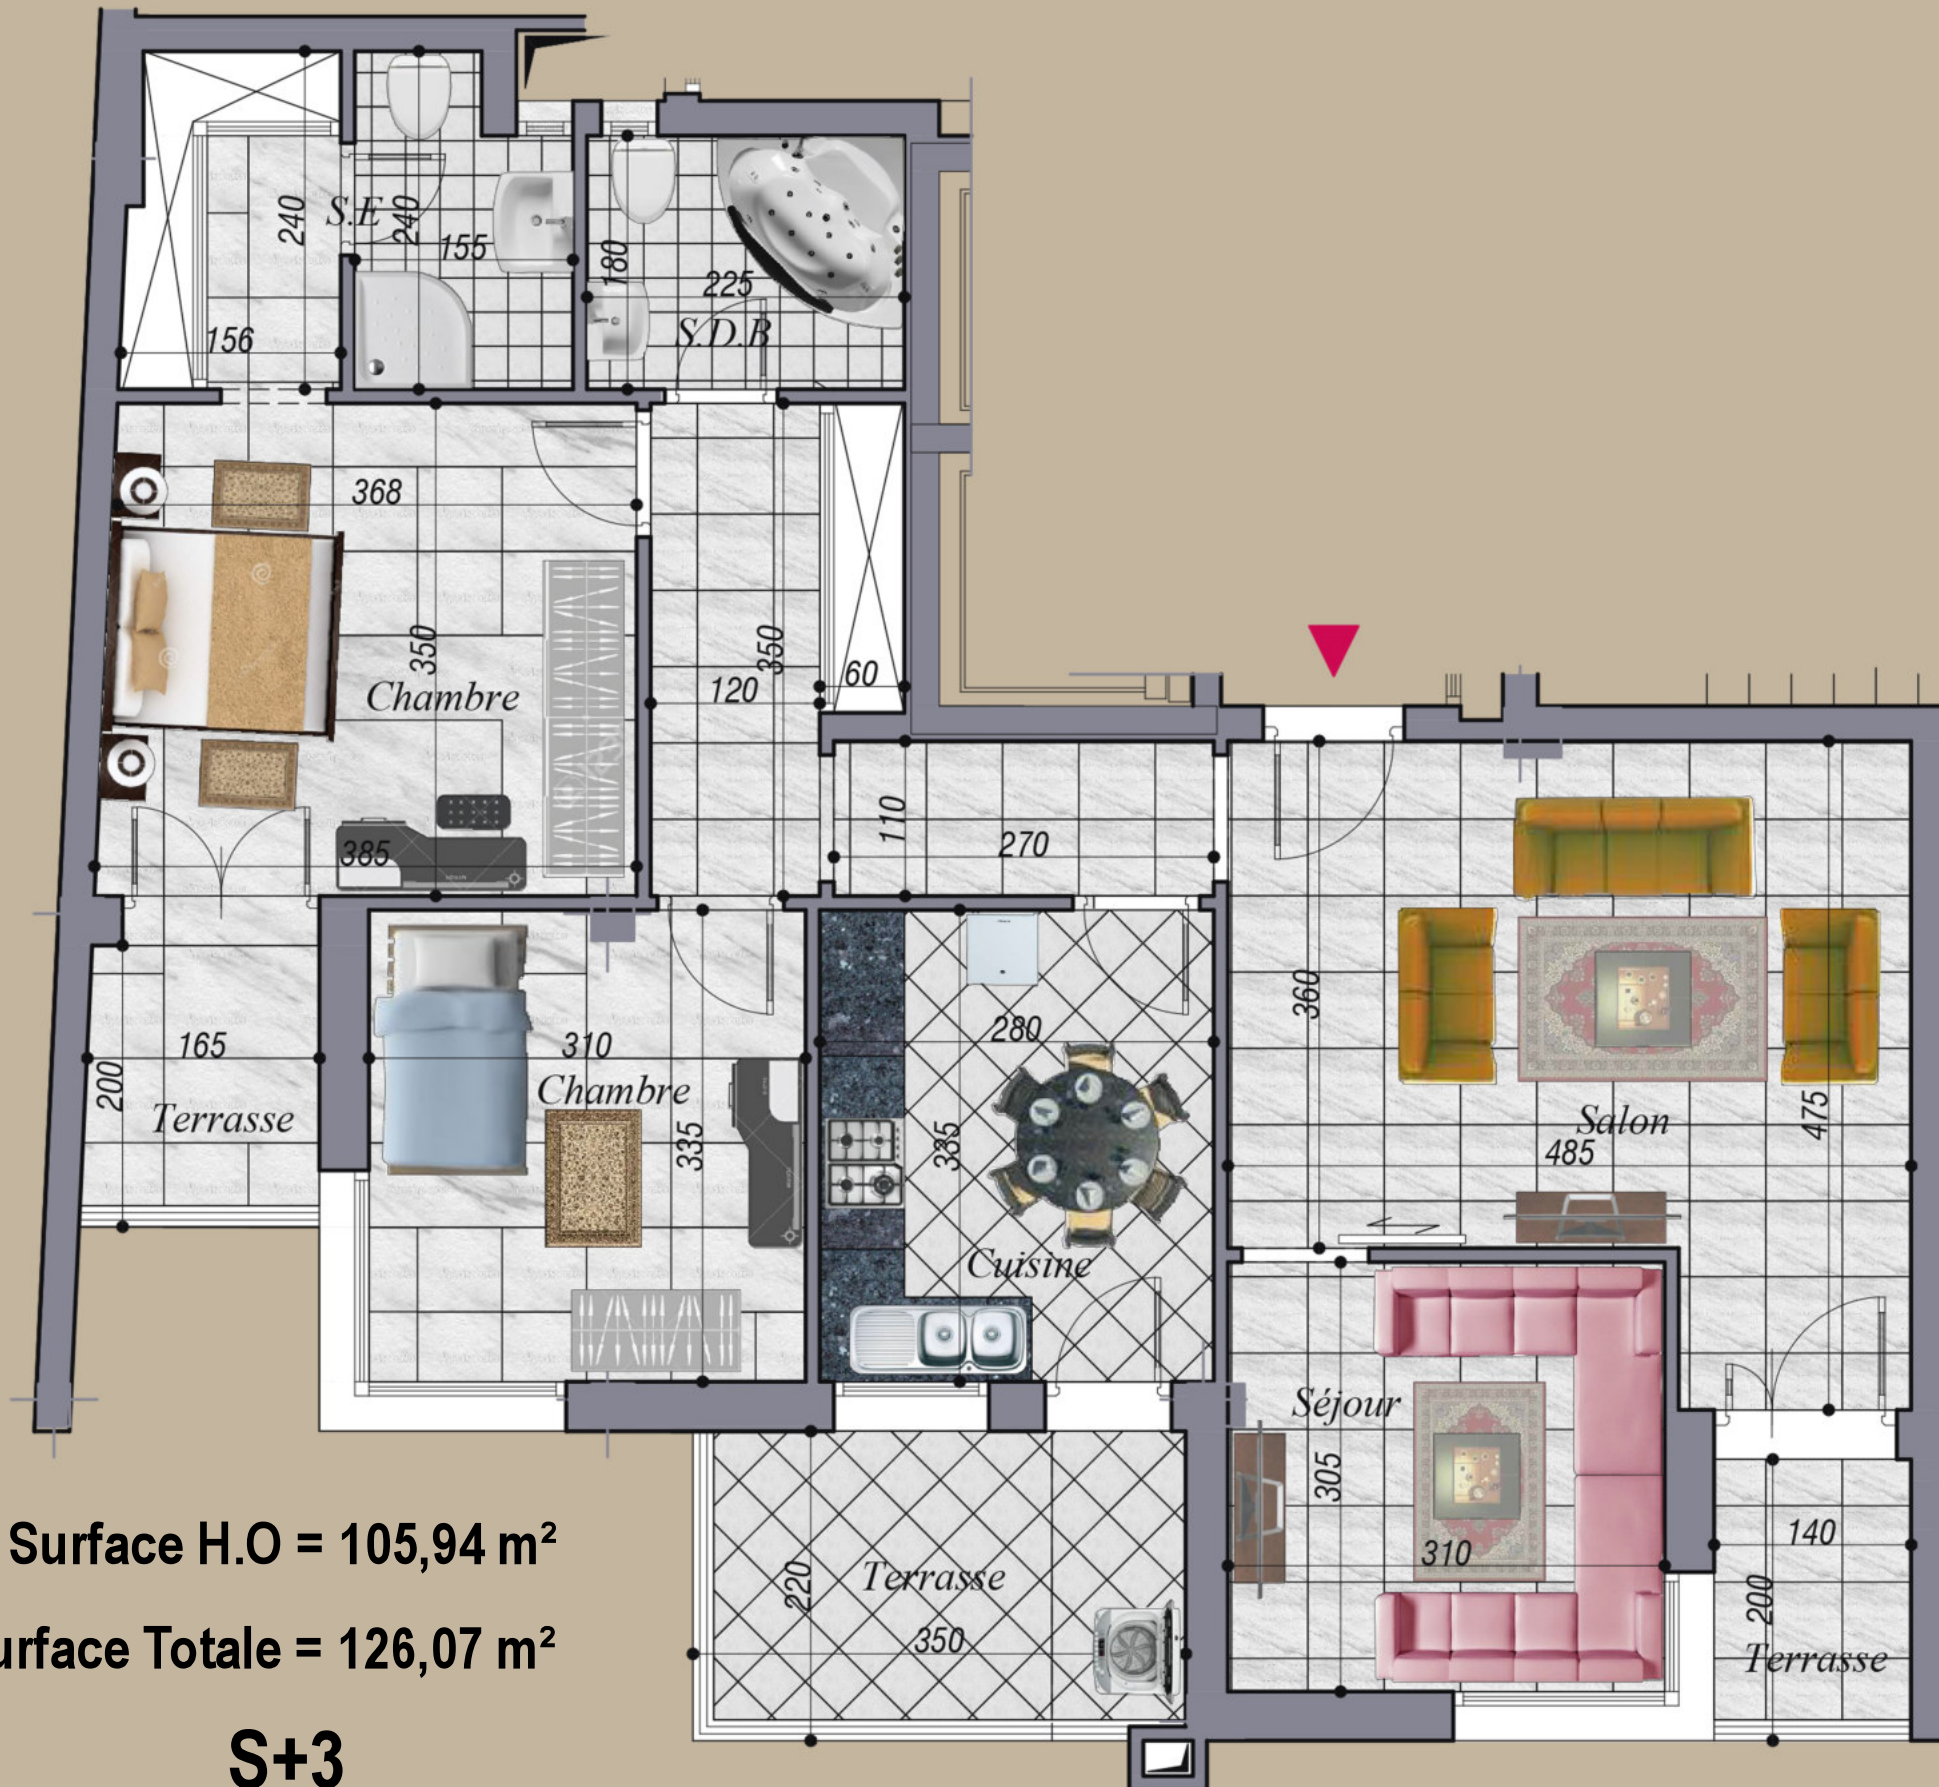 240
S.E
240
155
180
225
S.D.B
156
368
350
Chambre
350
60
120
385
110
270
165
200
Terrasse
310
Chambre
335
280
335
Cuisine
360
Salon
485
475
Séjour
305
310
140
200
Terrasse
220
Terrasse
350
Surface H.O = 105,94 m²
urface Totale = 126,07 m²
S+3